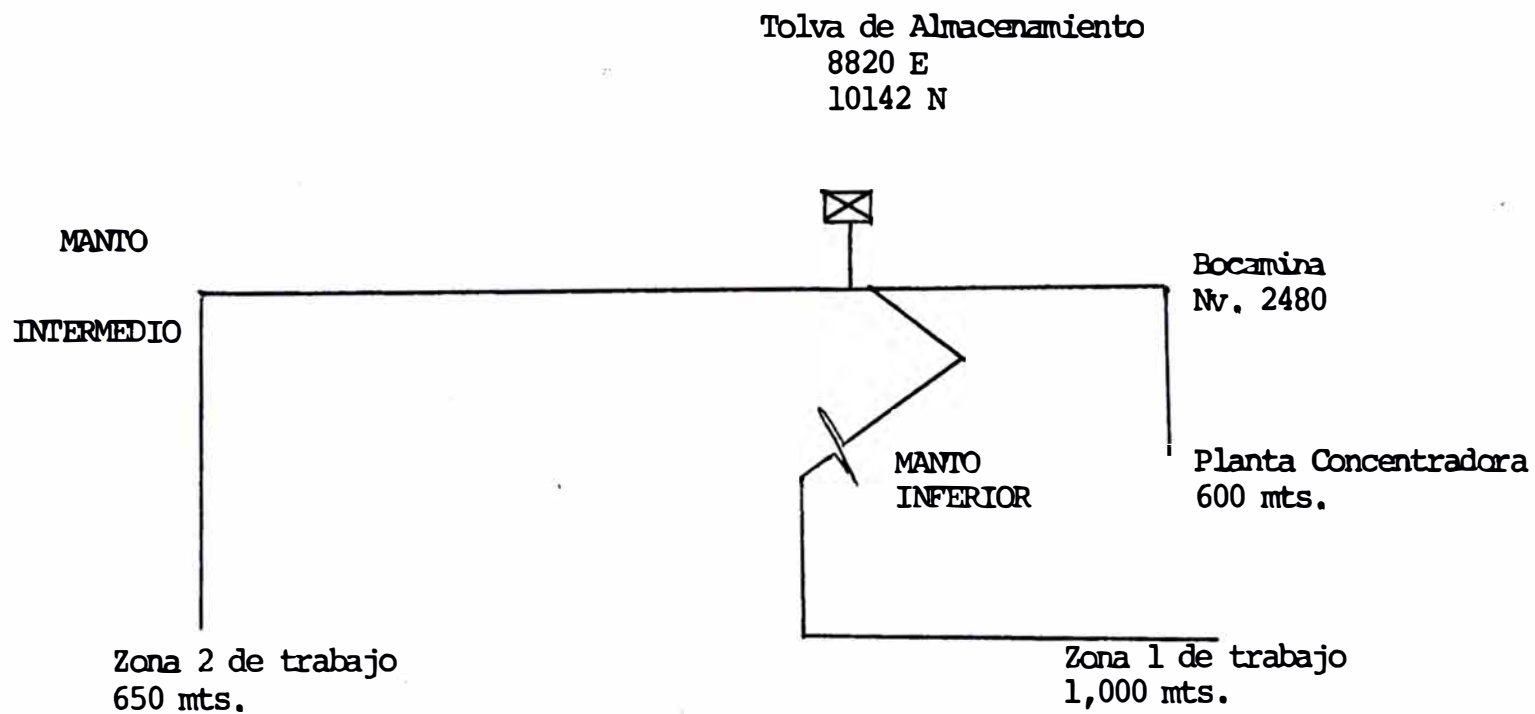 Tolva de Almacenamiento
8820 E
10142 N
MANTO
INTERMEDIO
Bocamina
Nv. 2480
MANTO
INFERIOR
Planta Concentradora
600 mts.
Zona 2 de trabajo
650 mts.
Zona 1 de trabajo
1,000 mts.